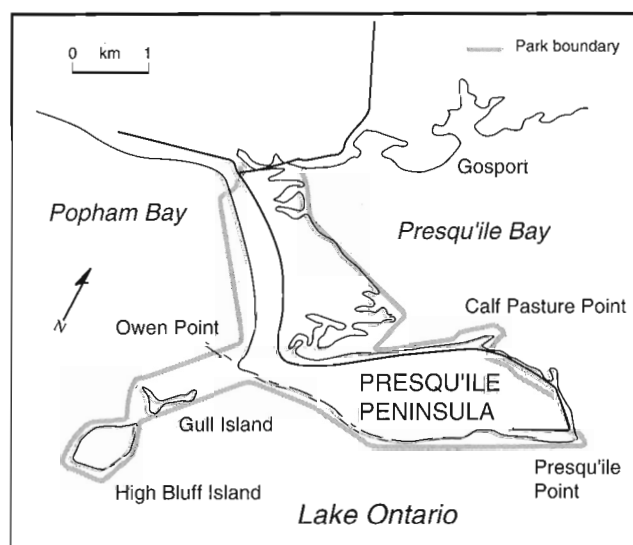 0 km 1
Park boundary
Gosport
Popham Bay
Presqu'ile Bay
N
Calf Pasture Point
Owen Point
PRESQU'ILE
PENINSULA
Gull Island
High Bluff Island
Presqu'ile
Point
Lake Ontario